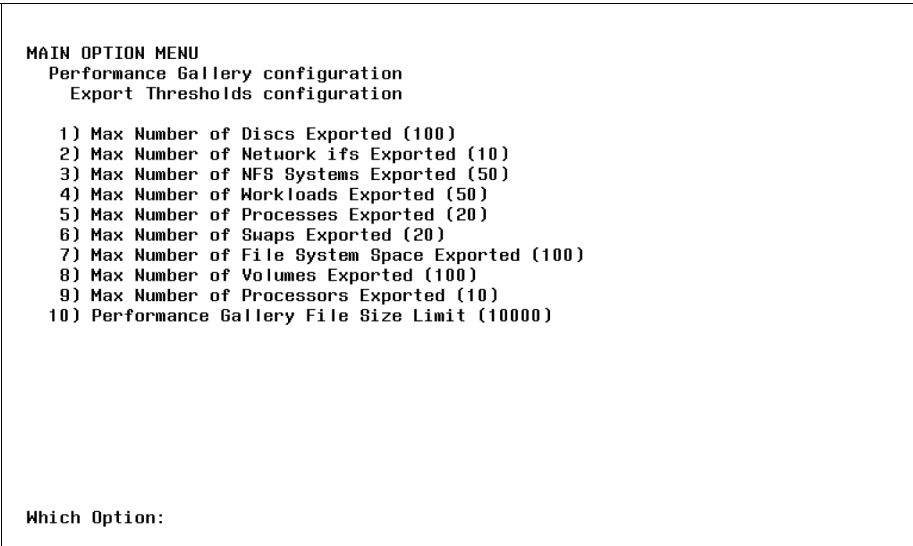 MAIN OPTION MENU
Performance Gallery configuration
Export Thresholds configuration
1) Max Number of Discs Exported (100)
2) Max Number of Network ifs Exported (10)
3) Max Number of NFS Systems Exported (50)
4) Max Number of Workloads Exported (50)
5) Max Number of Processes Exported (20)
6) Max Number of Swaps Exported (20)
7) Max Number of File System Space Exported (100)
8) Max Number of Volumes Exported (100)
9) Max Number of Processors Exported (10)
10) Performance Gallery File Size Limit (10000)
Which Option: